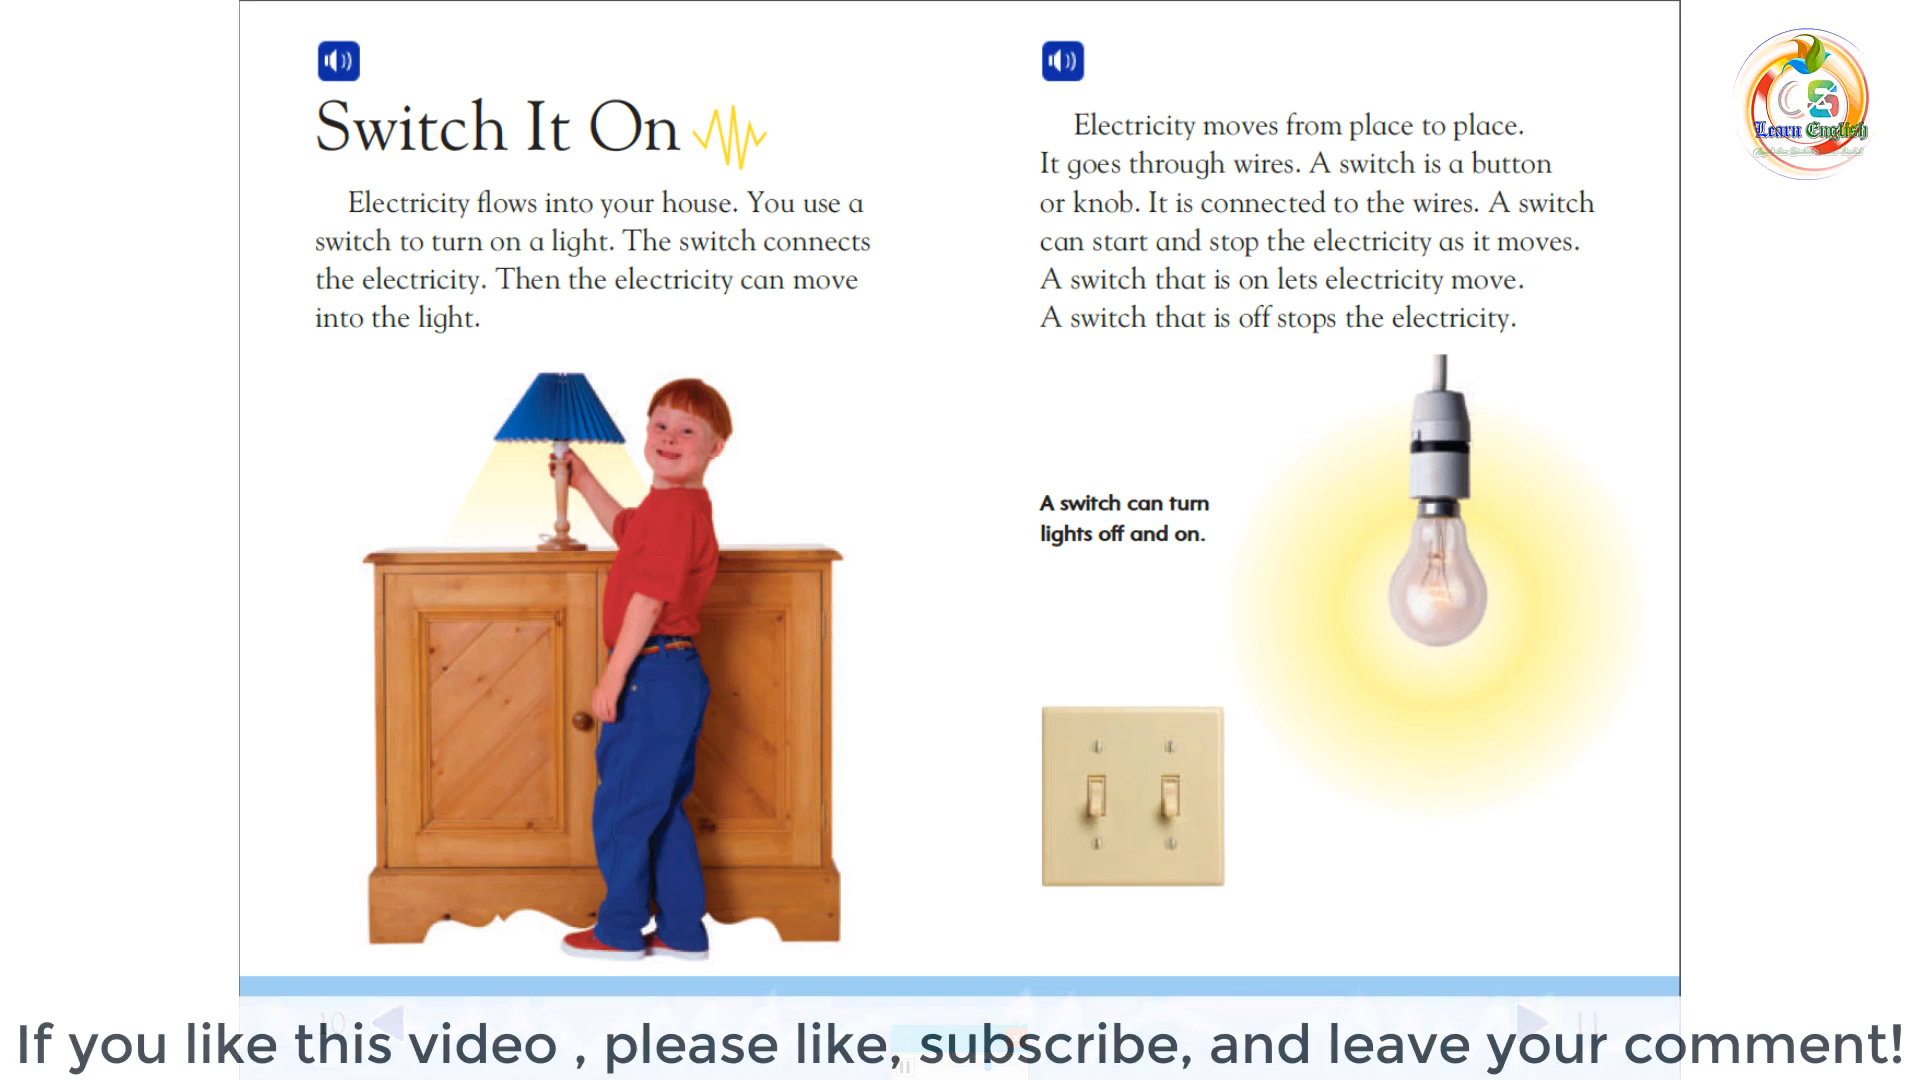 Switch It On
Electricity flows into your house. You use a
switch to turn on a light. The switch connects
the electricity. Then the electricity can move
into the light.
Electricity moves from place to place.
It goes through wires. A switch is a button
or knob. It is connected to the wires. A switch
can start and stop the electricity as it moves.
A switch that is on lets electricity move.
A switch that is off stops the electricity.
A switch can turn
lights off and on.
Learn English
10
11
If you like this video , please like, subscribe, and leave your comment!